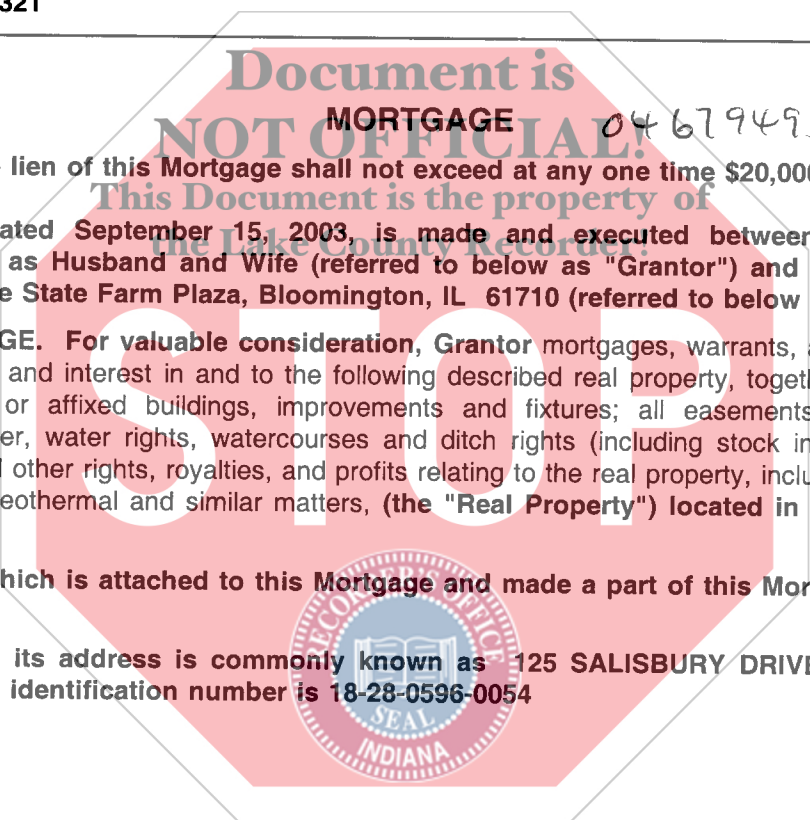 321
Document is
MORTGAGE 0467949
NOT OFFICIAL!
lien of this Mortgage shall not exceed at any one time $20,000
This Document is the property of
ated September 15, 2003, is made and executed between
the Lake County Recorder!
as Husband and Wife (referred to below as "Grantor") and
e State Farm Plaza, Bloomington, IL 61710 (referred to below
STOP
GE. For valuable consideration, Grantor mortgages, warrants,
and interest in and to the following described real property, togeth
or affixed buildings, improvements and fixtures; all easements
er, water rights, watercourses and ditch rights (including stock in
other rights, royalties, and profits relating to the real property, inclu
eothermal and similar matters, (the "Real Property") located in
hich is attached to this Mortgage and made a part of this Mor
its address is commonly known as 125 SALISBURY DRIVE
identification number is 18-28-0596-0054
RECORDER'S OFFICE
SEAL
INDIANA